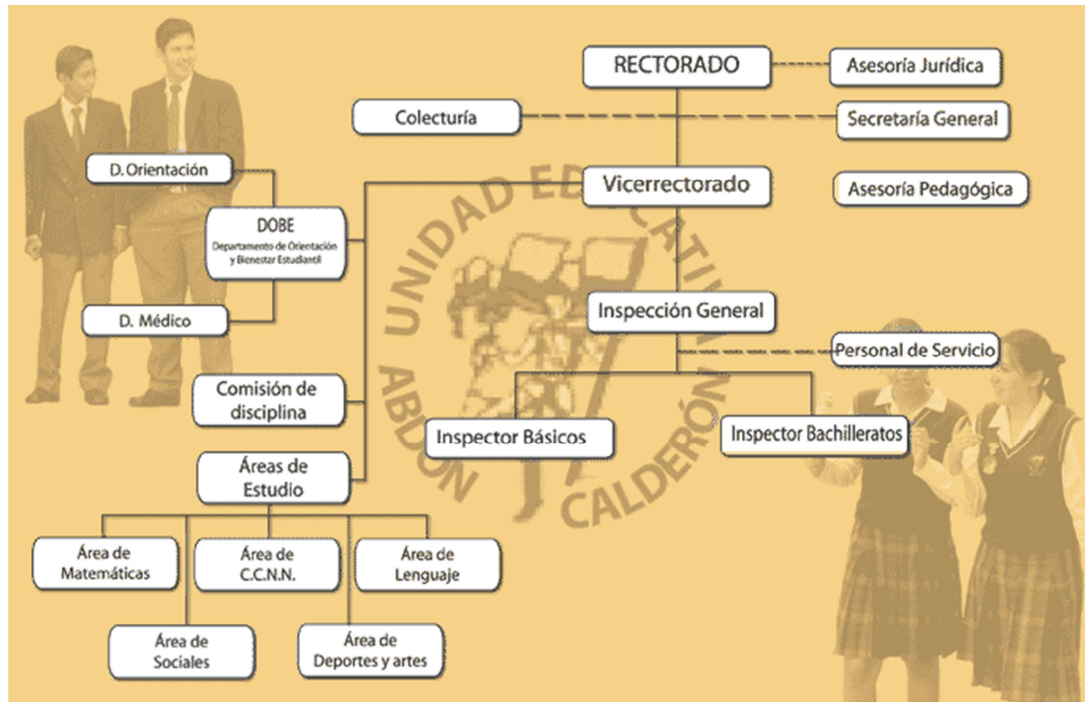 RECTORADO
Asesoría Jurídica
Colecturía
Secretaría General
D. Orientación
Vicerrectorado
Asesoría Pedagógica
DOBE
Departamento de Orientación
y Bienestar Estudiantil
D. Médico
Inspección General
Personal de Servicio
Comisión de
disciplina
Inspector Básicos
Inspector Bachilleratos
Áreas de
Estudio
Área de
Matemáticas
Área de
C.C.N.N.
Área de
Lenguaje
Área de
Sociales
Área de
Deportes y artes
UNIDAD EDUCATIVA
ABDÓN CALDERÓN